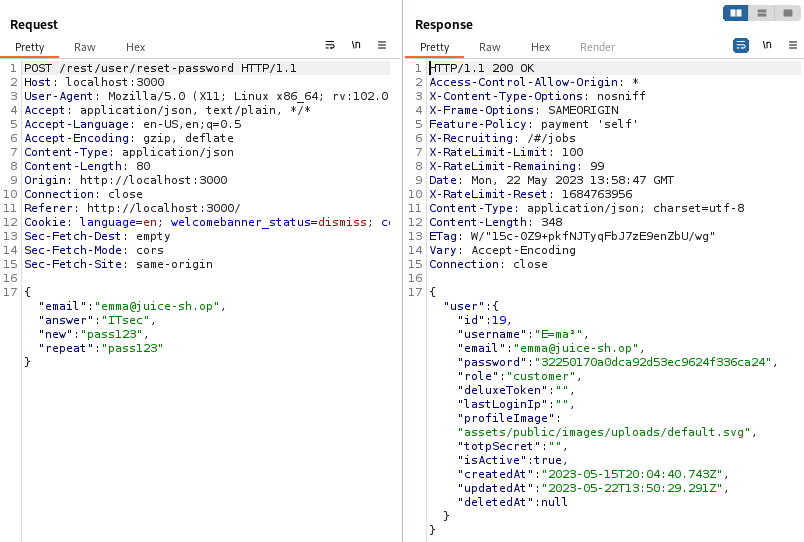 Request
Pretty Raw Hex \n
1 POST /rest/user/reset-password HTTP/1.1
2 Host: localhost:3000
3 User-Agent: Mozilla/5.0 (X11; Linux x86_64; rv:102.0
4 Accept: application/json, text/plain, */*
5 Accept-Language: en-US,en;q=0.5
6 Accept-Encoding: gzip, deflate
7 Content-Type: application/json
8 Content-Length: 80
9 Origin: http://localhost:3000
10 Connection: close
11 Referer: http://localhost:3000/
12 Cookie: language=en; welcomebanner_status=dismiss; co
13 Sec-Fetch-Dest: empty
14 Sec-Fetch-Mode: cors
15 Sec-Fetch-Site: same-origin
16
17 {
"email":"emma@juice-sh.op",
"answer":"ITsec",
"new":"pass123",
"repeat":"pass123"
}
Response
Pretty Raw Hex Render \n
1 HTTP/1.1 200 OK
2 Access-Control-Allow-Origin: *
3 X-Content-Type-Options: nosniff
4 X-Frame-Options: SAMEORIGIN
5 Feature-Policy: payment 'self'
6 X-Recruiting: /#/jobs
7 X-RateLimit-Limit: 100
8 X-RateLimit-Remaining: 99
9 Date: Mon, 22 May 2023 13:58:47 GMT
10 X-RateLimit-Reset: 1684763956
11 Content-Type: application/json; charset=utf-8
12 Content-Length: 348
13 ETag: W/"15c-0Z9+pkfNJTyqFbJ7zE9enZbU/wg"
14 Vary: Accept-Encoding
15 Connection: close
16
17 {
"user":{
"id":19,
"username":"E=ma²",
"email":"emma@juice-sh.op",
"password":"32250170a0dca92d53ec9624f336ca24",
"role":"customer",
"deluxeToken":"",
"lastLoginIp":"",
"profileImage":
"assets/public/images/uploads/default.svg",
"totpSecret":"",
"isActive":true,
"createdAt":"2023-05-15T20:04:40.743Z",
"updatedAt":"2023-05-22T13:50:29.291Z",
"deletedAt":null
}
}